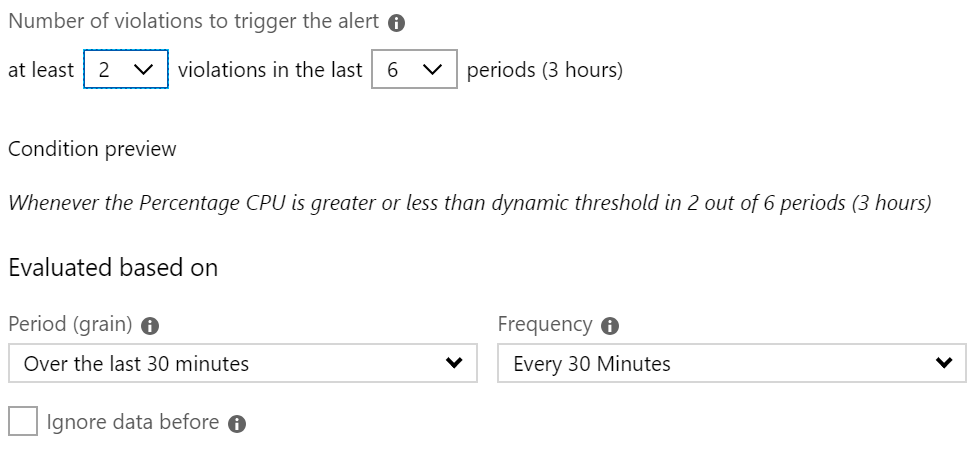 Number of violations to trigger the alert
at least 2 violations in the last 6 periods (3 hours)
Condition preview
Whenever the Percentage CPU is greater or less than dynamic threshold in 2 out of 6 periods (3 hours)
Evaluated based on
Period (grain) Frequency
Over the last 30 minutes Every 30 Minutes
Ignore data before